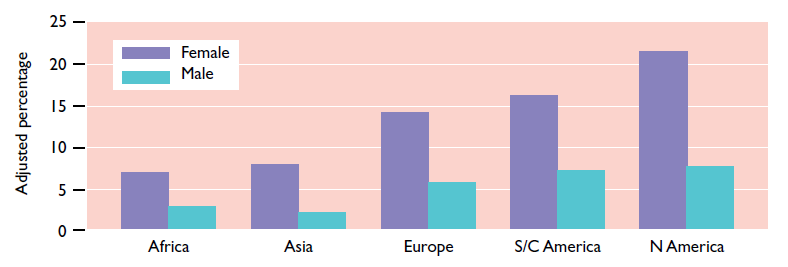 25
20
15
10
5
0
Adjusted percentage
Female
Male
Africa
Asia
Europe
S/C America
N America